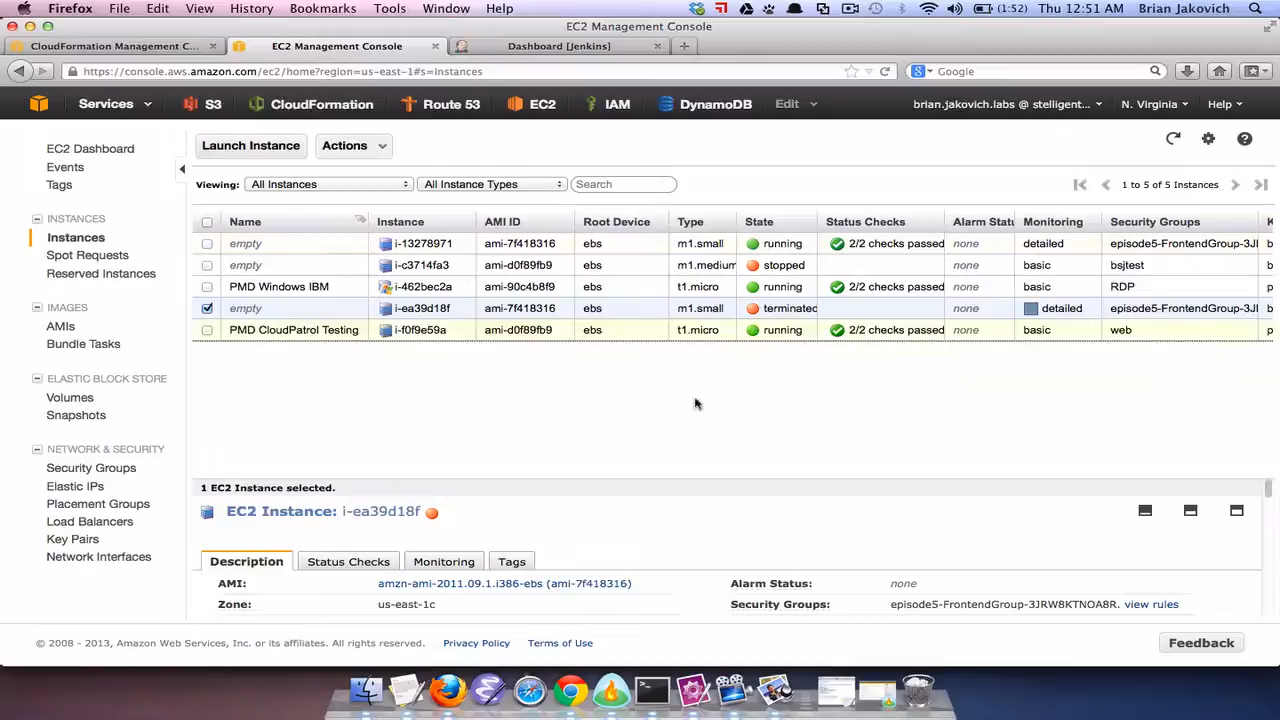 Firefox File Edit View History Bookmarks Tools Window Help (1:52) Thu 12:51 AM Brian Jakovich
EC2 Management Console
CloudFormation Management C... EC2 Management Console Dashboard [Jenkins]
https://console.aws.amazon.com/ec2/home?region=us-east-1#s=Instances Google
Services S3 CloudFormation Route 53 EC2 IAM DynamoDB Edit brian.jakovich.labs @ stelligent... N. Virginia Help
EC2 Dashboard
Events
Tags
INSTANCES
Instances
Spot Requests
Reserved Instances
IMAGES
AMIs
Bundle Tasks
ELASTIC BLOCK STORE
Volumes
Snapshots
NETWORK & SECURITY
Security Groups
Elastic IPs
Placement Groups
Load Balancers
Key Pairs
Network Interfaces
Launch Instance Actions
Viewing: All Instances All Instance Types Search 1 to 5 of 5 Instances
Name Instance AMI ID Root Device Type State Status Checks Alarm Statu Monitoring Security Groups K
empty i-13278971 ami-7f418316 ebs m1.small running 2/2 checks passed none detailed episode5-FrontendGroup-3JI b
empty i-c3714fa3 ami-d0f89fb9 ebs m1.medium stopped none basic bsjtest b
PMD Windows IBM i-462bec2a ami-90c4b8f9 ebs t1.micro running 2/2 checks passed none basic RDP p
empty i-ea39d18f ami-7f418316 ebs m1.small terminated none detailed episode5-FrontendGroup-3JI b
PMD CloudPatrol Testing i-f0f9e59a ami-d0f89fb9 ebs t1.micro running 2/2 checks passed none basic web p
1 EC2 Instance selected.
EC2 Instance: i-ea39d18f
Description Status Checks Monitoring Tags
AMI: amzn-ami-2011.09.1.i386-ebs (ami-7f418316) Alarm Status: none
Zone: us-east-1c Security Groups: episode5-FrontendGroup-3JRW8KTNOA8R. view rules
© 2008 - 2013, Amazon Web Services, Inc. or its affiliates. All rights reserved. Privacy Policy Terms of Use Feedback